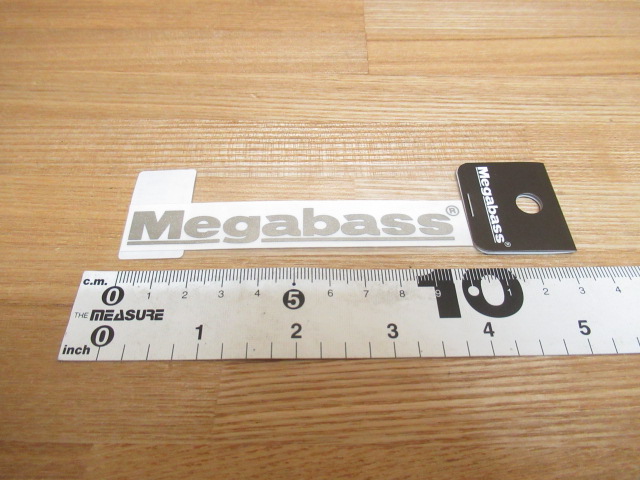 Megabass®
Megabass®
c.m. 0 1 2 3 4 5 6 7 8 9 10 1 2 3 4
THE MEASURE
inch 0 1 2 3 4 5